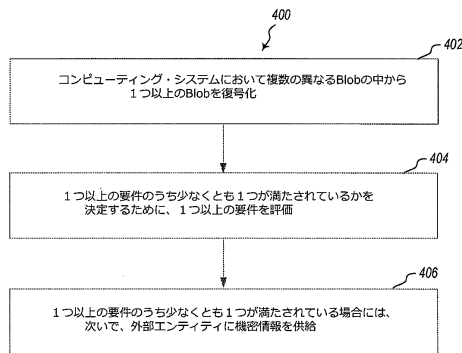 400
402
コンピューティング・システムにおいて複数の異なるBlobの中から
１つ以上のBlobを復号化
404
１つ以上の要件のうち少なくとも１つが満たされているかを
決定するために、１つ以上の要件を評価
406
１つ以上の要件のうち少なくとも１つが満たされている場合には、
次いで、外部エンティティに機密情報を供給